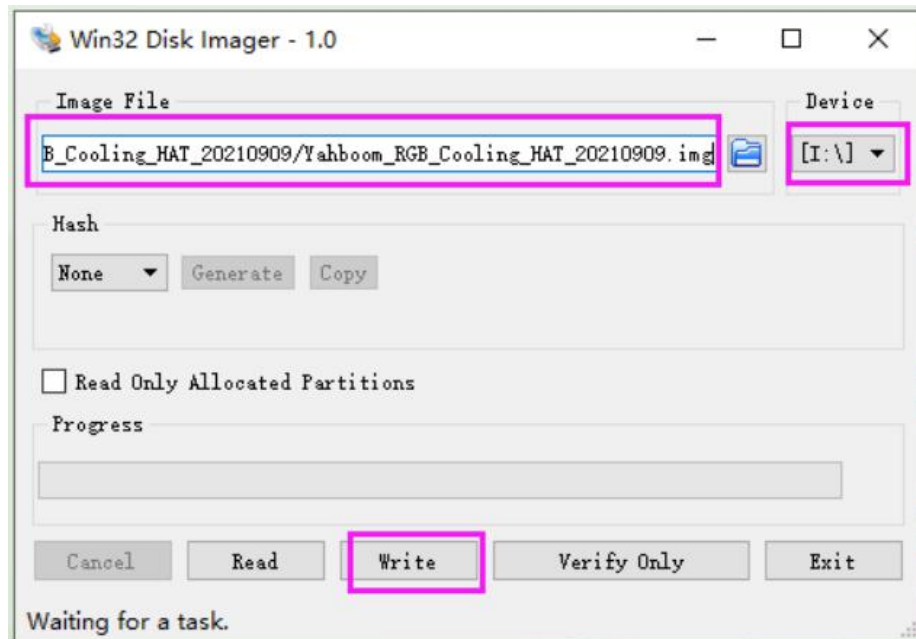 Win32 Disk Imager - 1.0
Image File
Device
B_Cooling_HAT_20210909/Yahboom_RGB_Cooling_HAT_20210909.img
[I:\]
Hash
None
Generate
Copy
Read Only Allocated Partitions
Progress
Cancel
Read
Write
Verify Only
Exit
Waiting for a task.